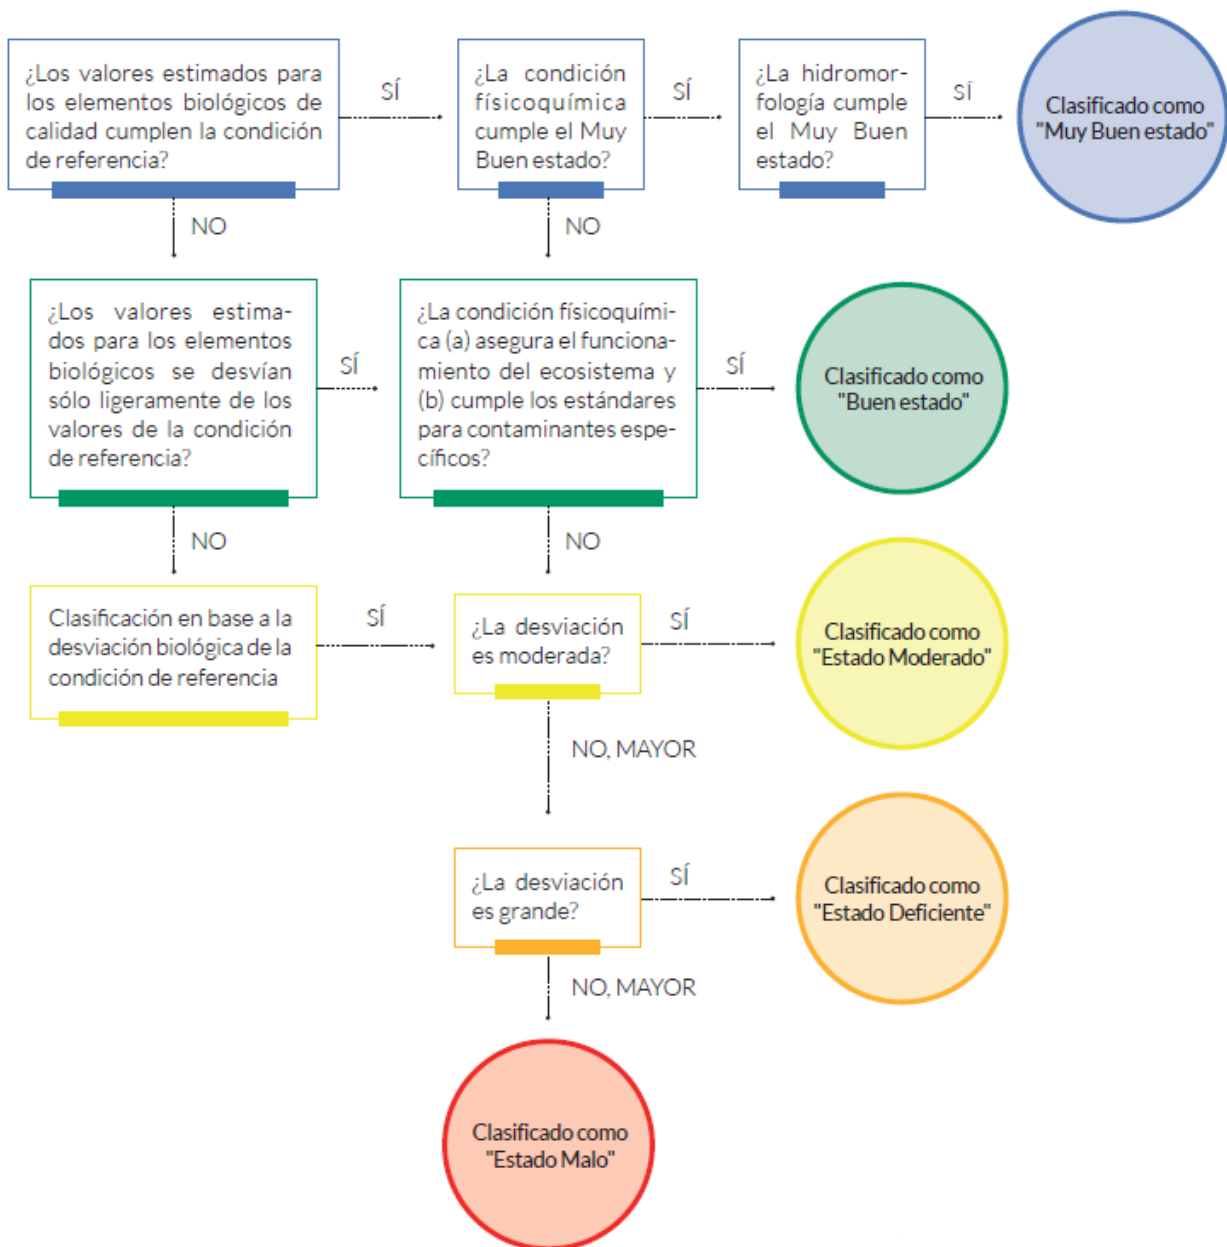 ¿Los valores estimados para
los elementos biológicos de
calidad cumplen la condición
de referencia?
SÍ
¿La condición
físicoquímica
cumple el Muy
Buen estado?
SÍ
¿La hidromor-
fología cumple
el Muy Buen
estado?
SÍ
Clasificado como
"Muy Buen estado"
NO
NO
¿Los valores estima-
dos para los elementos
biológicos se desvían
sólo ligeramente de los
valores de la condición
de referencia?
SÍ
¿La condición físicoquími-
ca (a) asegura el funciona-
miento del ecosistema y
(b) cumple los estándares
para contaminantes espe-
cíficos?
SÍ
Clasificado como
"Buen estado"
NO
NO
Clasificación en base a la
desviación biológica de la
condición de referencia
SÍ
¿La desviación
es moderada?
SÍ
Clasificado como
"Estado Moderado"
NO, MAYOR
¿La desviación
es grande?
SÍ
Clasificado como
"Estado Deficiente"
NO, MAYOR
Clasificado como
"Estado Malo"